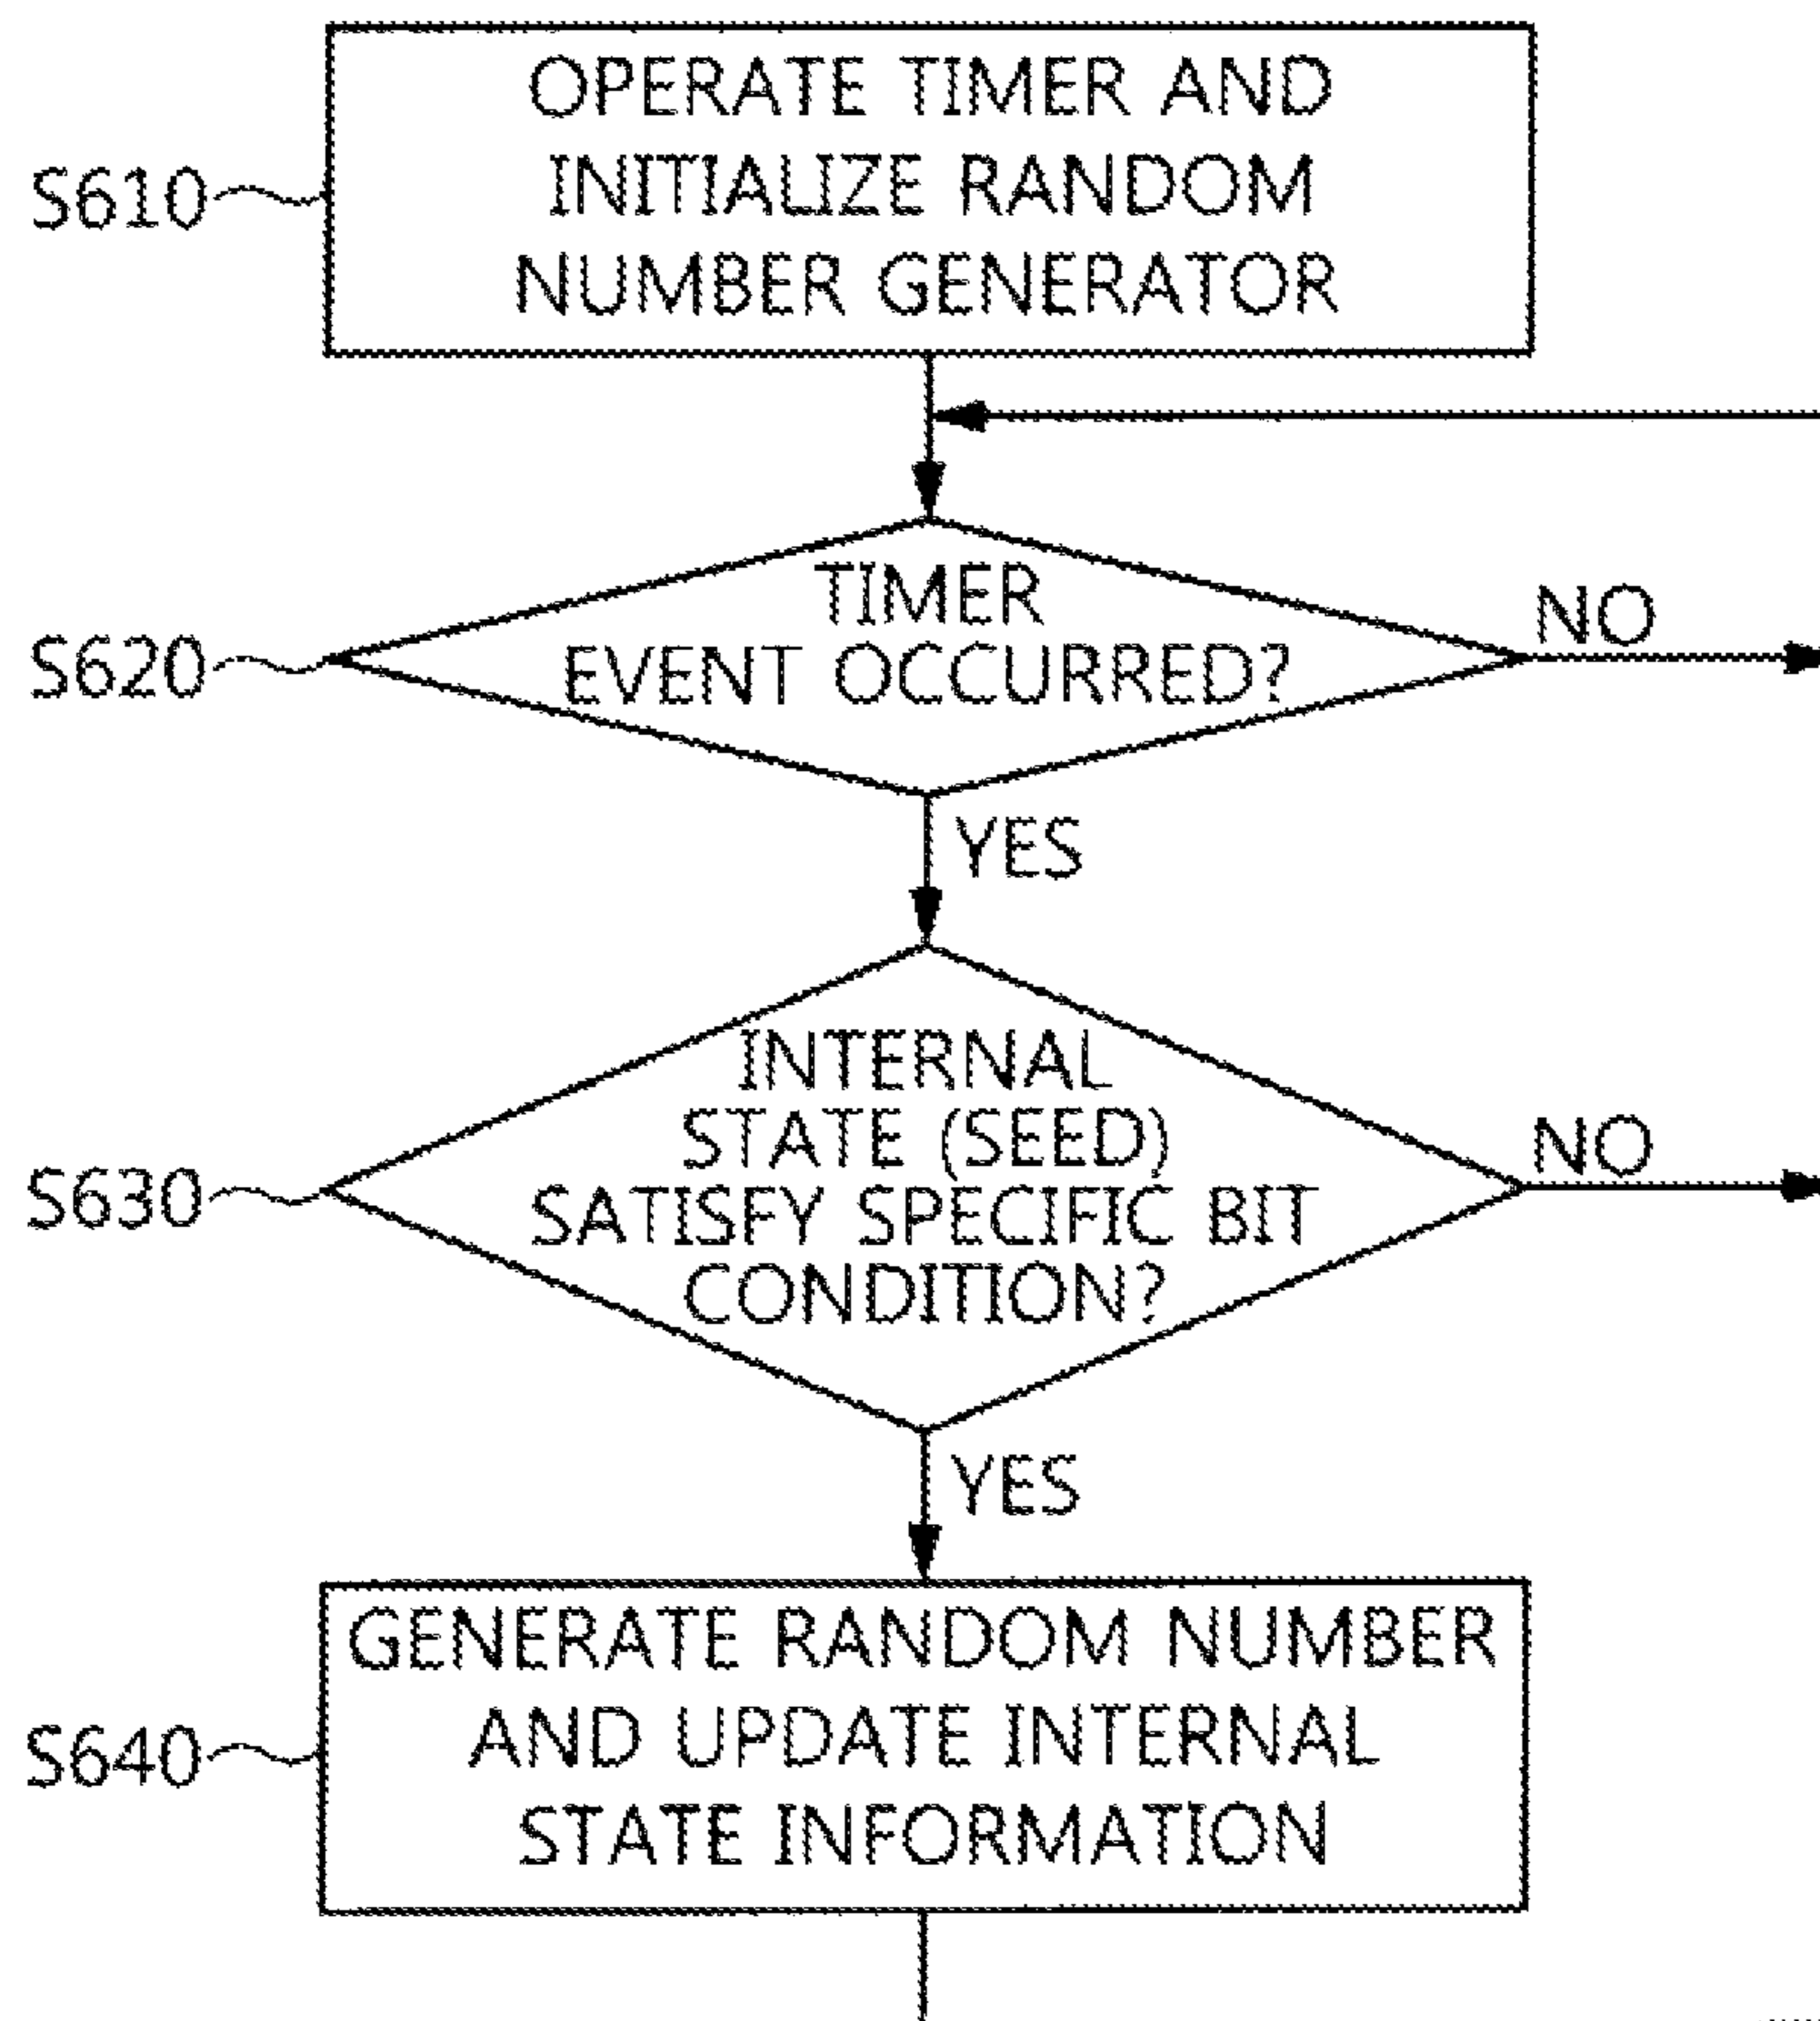 OPERATE TIMER AND
INITIALIZE RANDOM
NUMBER GENERATOR
S610
TIMER
EVENT OCCURRED?
S620
NO
YES
INTERNAL
STATE (SEED)
SATISFY SPECIFIC BIT
CONDITION?
S630
NO
YES
GENERATE RANDOM NUMBER
AND UPDATE INTERNAL
STATE INFORMATION
S640